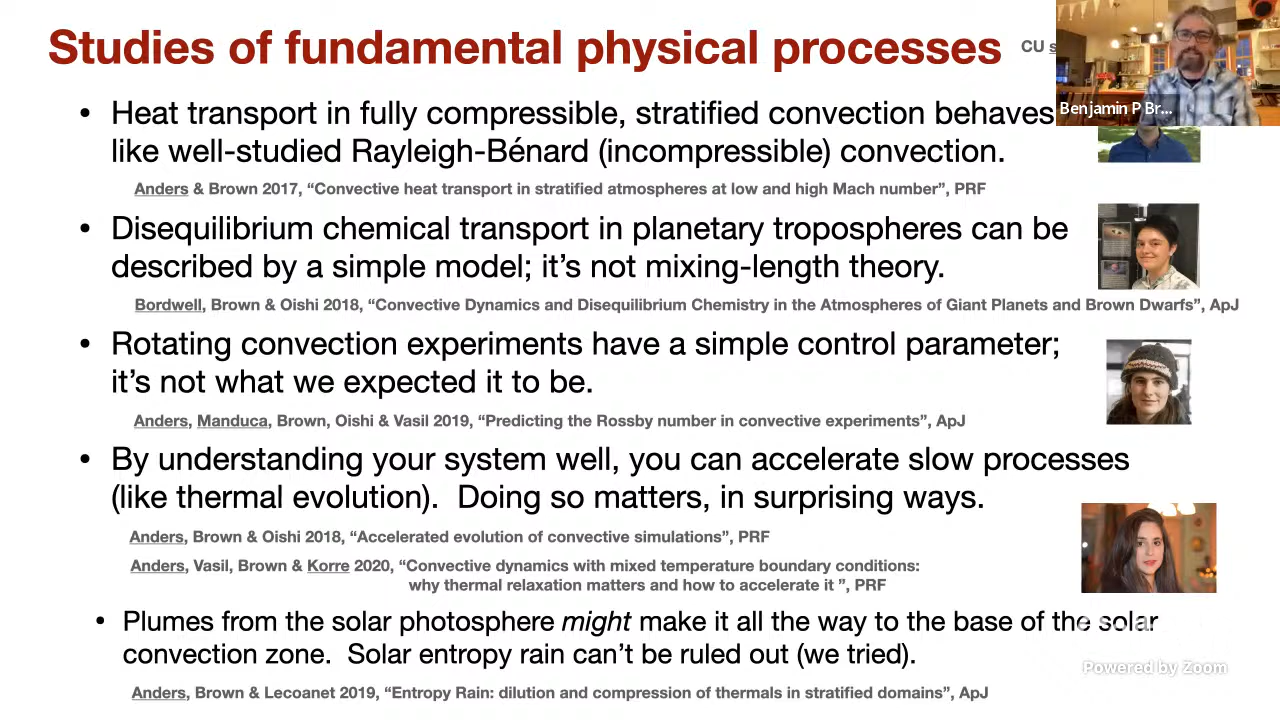 Studies of fundamental physical processes
CU
Benjamin P Br...
• Heat transport in fully compressible, stratified convection behaves
like well-studied Rayleigh-Bénard (incompressible) convection.
Anders & Brown 2017, “Convective heat transport in stratified atmospheres at low and high Mach number”, PRF
• Disequilibrium chemical transport in planetary tropospheres can be
described by a simple model; it’s not mixing-length theory.
Bordwell, Brown & Oishi 2018, “Convective Dynamics and Disequilibrium Chemistry in the Atmospheres of Giant Planets and Brown Dwarfs”, ApJ
• Rotating convection experiments have a simple control parameter;
it’s not what we expected it to be.
Anders, Manduca, Brown, Oishi & Vasil 2019, “Predicting the Rossby number in convective experiments”, ApJ
• By understanding your system well, you can accelerate slow processes
(like thermal evolution). Doing so matters, in surprising ways.
Anders, Brown & Oishi 2018, “Accelerated evolution of convective simulations”, PRF
Anders, Vasil, Brown & Korre 2020, “Convective dynamics with mixed temperature boundary conditions:
why thermal relaxation matters and how to accelerate it ”, PRF
• Plumes from the solar photosphere might make it all the way to the base of the solar
convection zone. Solar entropy rain can’t be ruled out (we tried).
Powered by Zoom
Anders, Brown & Lecoanet 2019, “Entropy Rain: dilution and compression of thermals in stratified domains”, ApJ